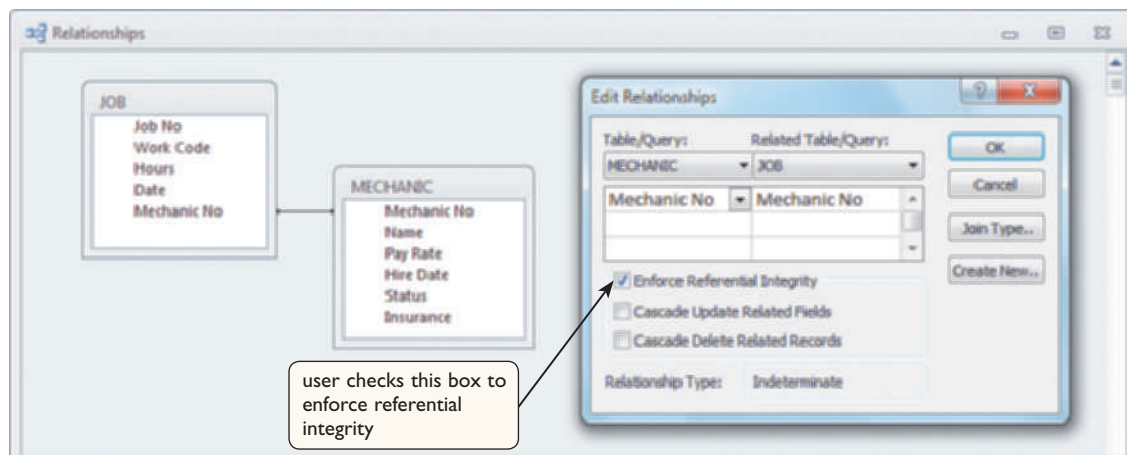 Relationships
JOB
Job No
Work Code
Hours
Date
Mechanic No
MECHANIC
Mechanic No
Name
Pay Rate
Hire Date
Status
Insurance
Edit Relationships
Table/Query: Related Table/Query:
MECHANIC JOB
Mechanic No Mechanic No
Enforce Referential Integrity
Cascade Update Related Fields
Cascade Delete Related Records
Relationship Type: Indeterminate
OK
Cancel
Join Type..
Create New..
user checks this box to
enforce referential
integrity